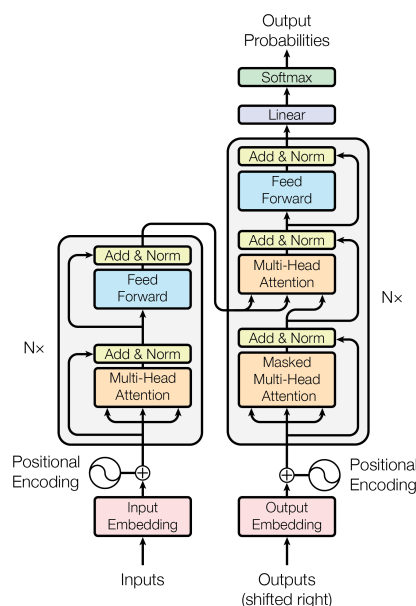 Output
Probabilities
Softmax
Linear
Add & Norm
Feed
Forward
Add & Norm
Multi-Head
Attention
N×
Add & Norm
Masked
Multi-Head
Attention
Add & Norm
Feed
Forward
N×
Add & Norm
Multi-Head
Attention
Positional
Encoding
Positional
Encoding
Input
Embedding
Output
Embedding
Inputs
Outputs
(shifted right)